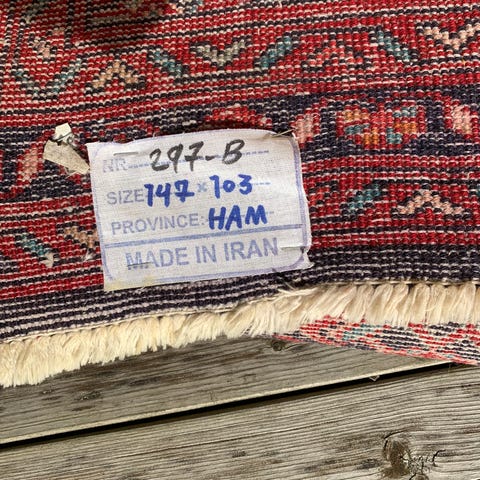 NR 297-B
SIZE 147 x 103
PROVINCE: HAM
MADE IN IRAN